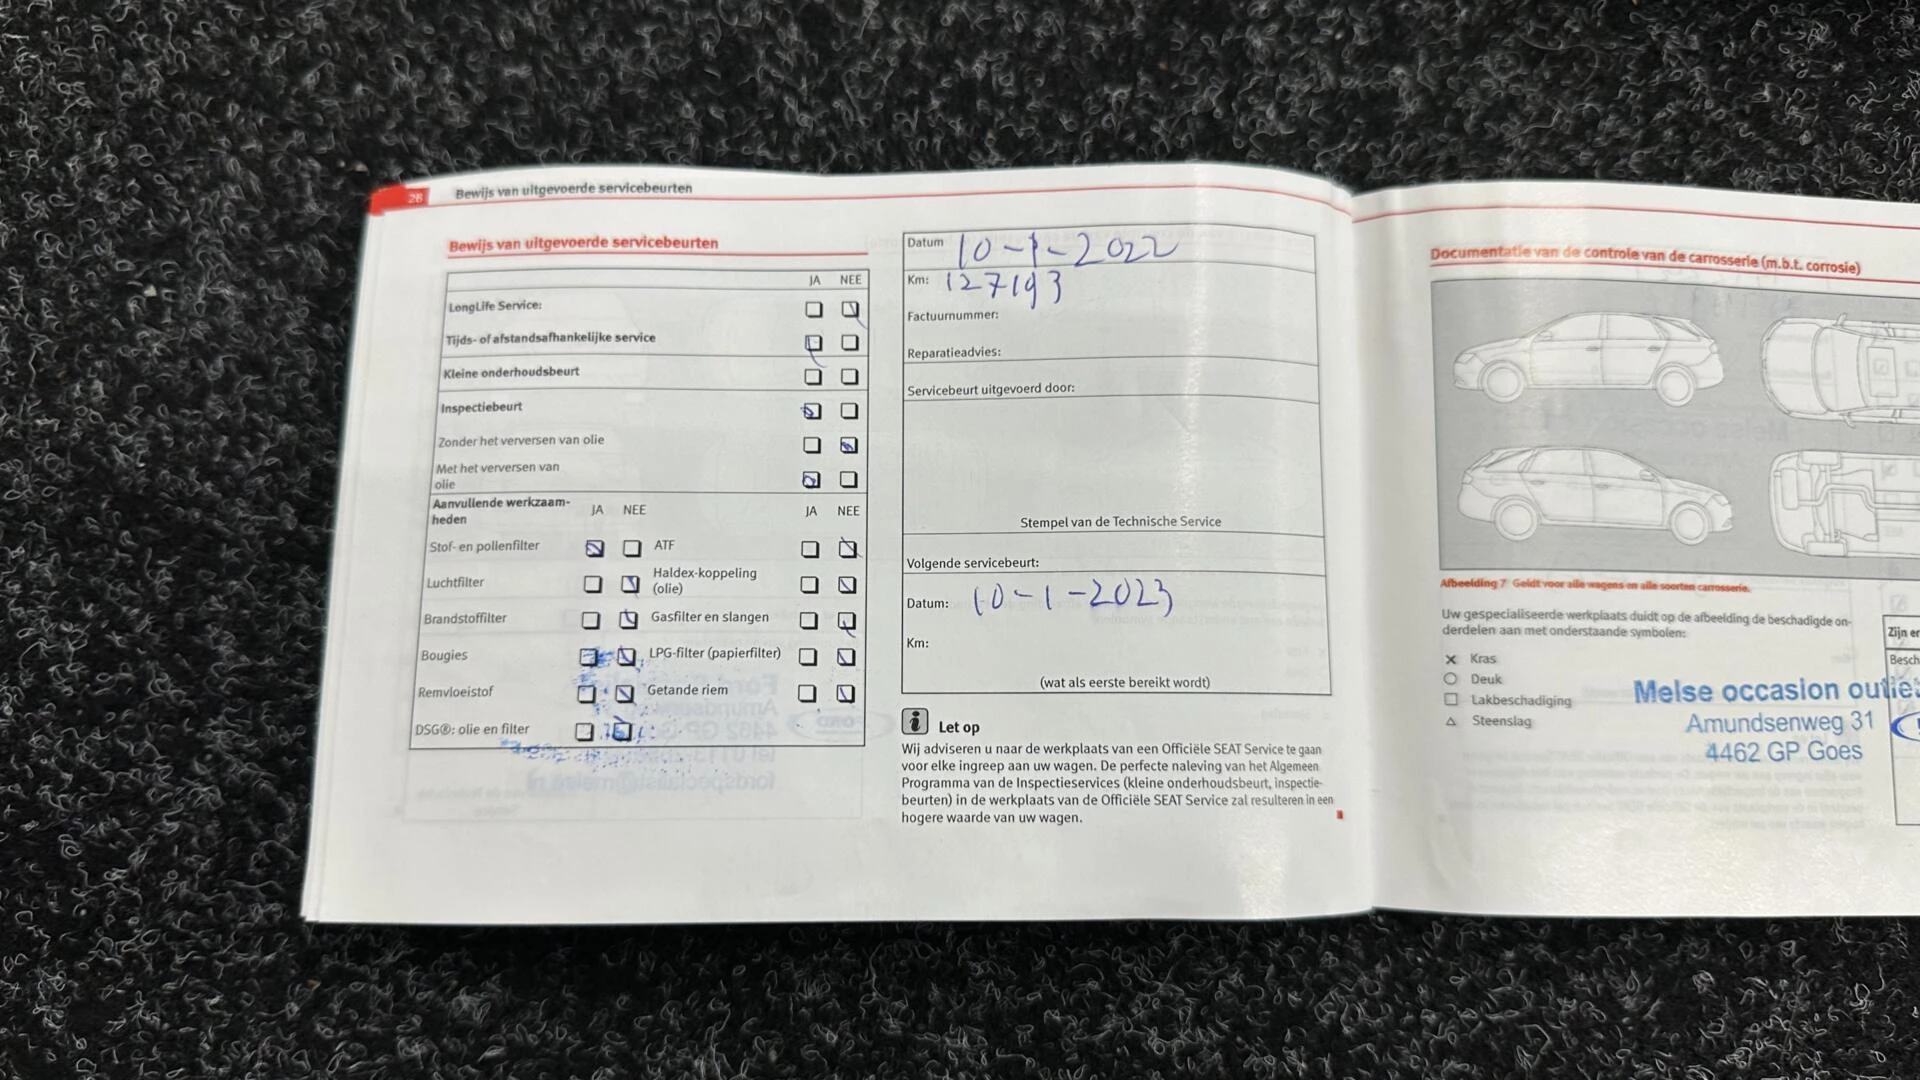 28 Bewijs van uitgevoerde servicebeurten
Bewijs van uitgevoerde servicebeurten
JA NEE
LongLife Service:
Tijds- of afstandsafhankelijke service
Kleine onderhoudsbeurt
Inspectiebeurt
Zonder het verversen van olie
Met het verversen van
olie
Aanvullende werkzaam-
heden
JA NEE JA NEE
Stof- en pollenfilter ATF
Luchtfilter Haldex-koppeling
(olie)
Brandstoffilter Gasfilter en slangen
Bougies LPG-filter (papierfilter)
Remvloeistof Getande riem
DSG®: olie en filter
Datum 10-1-2022
Km: 127193
Factuurnummer:
Reparatieadvies:
Servicebeurt uitgevoerd door:
Stempel van de Technische Service
Volgende servicebeurt:
Datum: 10-1-2023
Km:
(wat als eerste bereikt wordt)
i Let op
Wij adviseren u naar de werkplaats van een Officiële SEAT Service te gaan
voor elke ingreep aan uw wagen. De perfecte naleving van het Algemeen
Programma van de Inspectieservices (kleine onderhoudsbeurt, inspectie-
beurten) in de werkplaats van de Officiële SEAT Service zal resulteren in een
hogere waarde van uw wagen.
Documentatie van de controle van de carrosserie (m.b.t. corrosie)
Afbeelding 7 Geldt voor alle wagens en alle soorten carrosserie.
Uw gespecialiseerde werkplaats duidt op de afbeelding de beschadigde on-
derdelen aan met onderstaande symbolen:
Kras
Deuk
Lakbeschadiging
Steenslag
Melse occasion outlet
Amundsenweg 31
4462 GP Goes
Zijn er
Besch